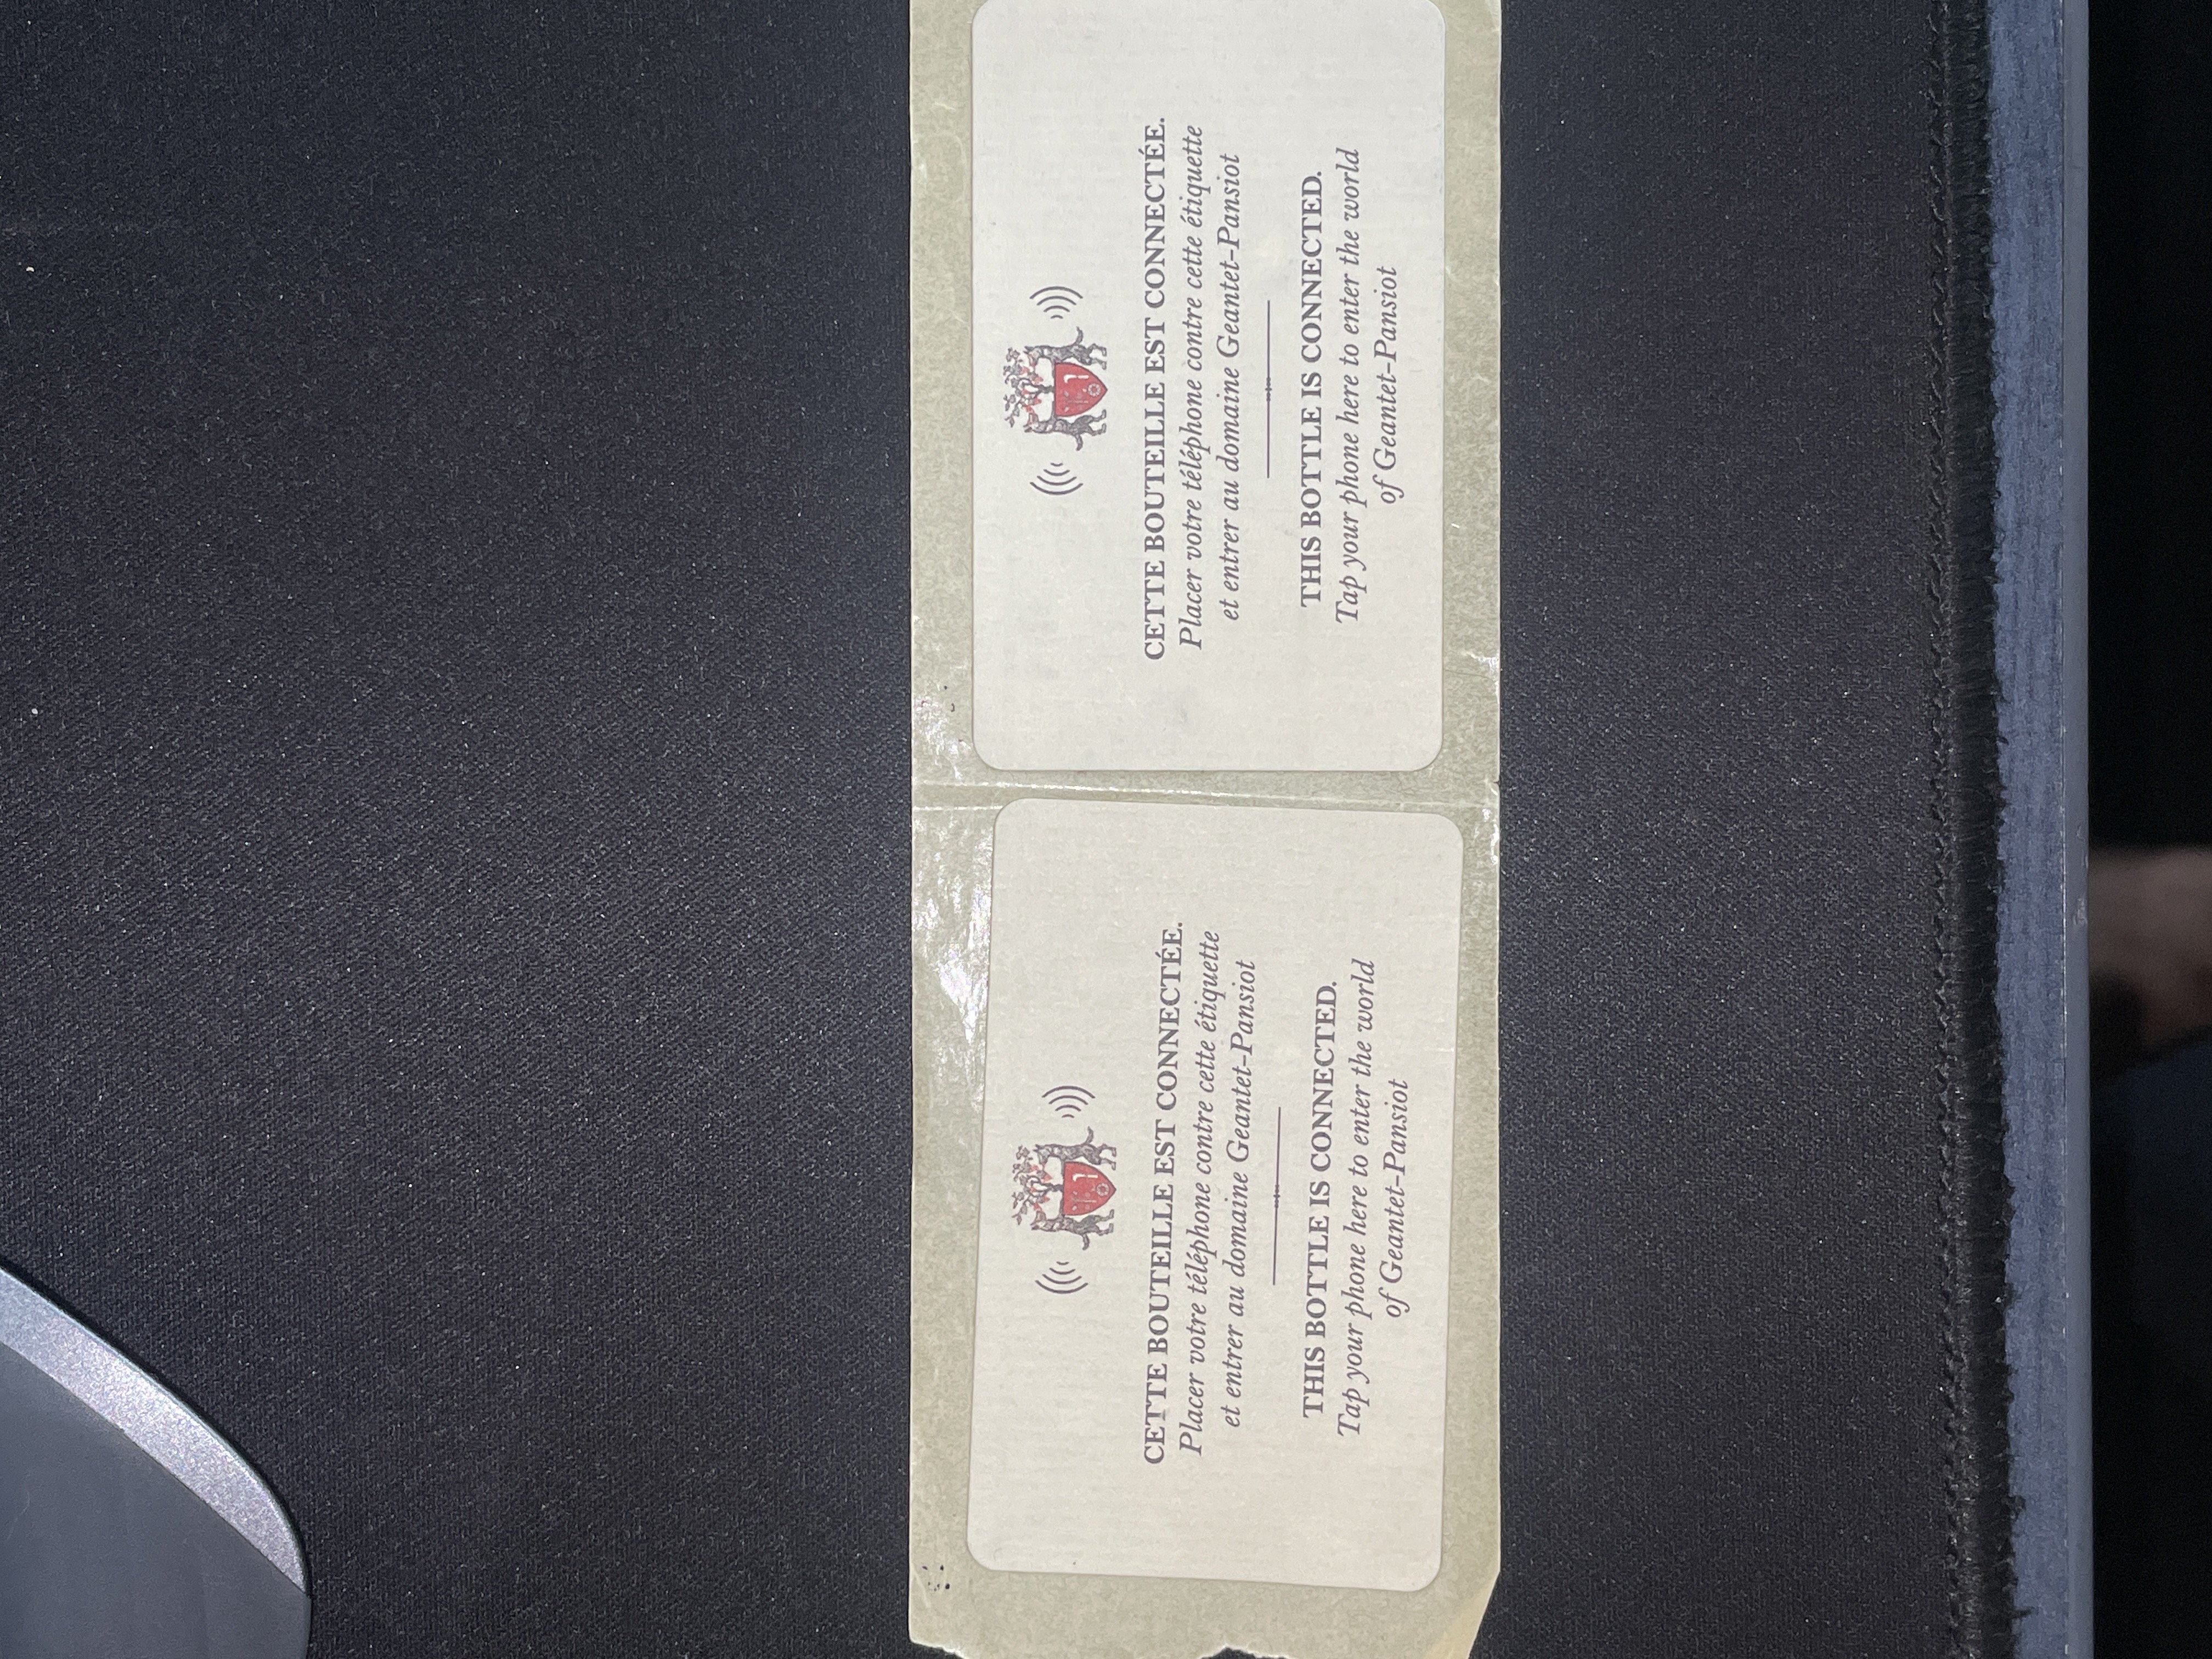 CETTE BOUTEILLE EST CONNECTÉE.
Placer votre téléphone contre cette étiquette
et entrer au domaine Geantet-Pansiot
THIS BOTTLE IS CONNECTED.
Tap your phone here to enter the world
of Geantet-Pansiot
CETTE BOUTEILLE EST CONNECTÉE.
Placer votre téléphone contre cette étiquette
et entrer au domaine Geantet-Pansiot
THIS BOTTLE IS CONNECTED.
Tap your phone here to enter the world
of Geantet-Pansiot